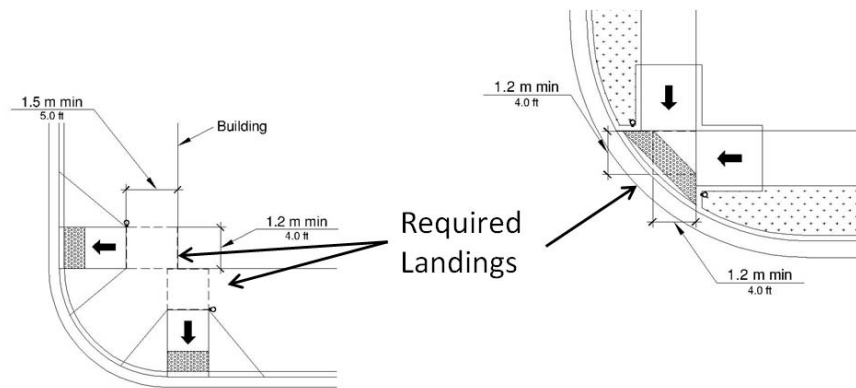 1.5 m min
5.0 ft
Building
1.2 m min
4.0 ft
Required
Landings
1.2 m min
4.0 ft
1.2 m min
4.0 ft